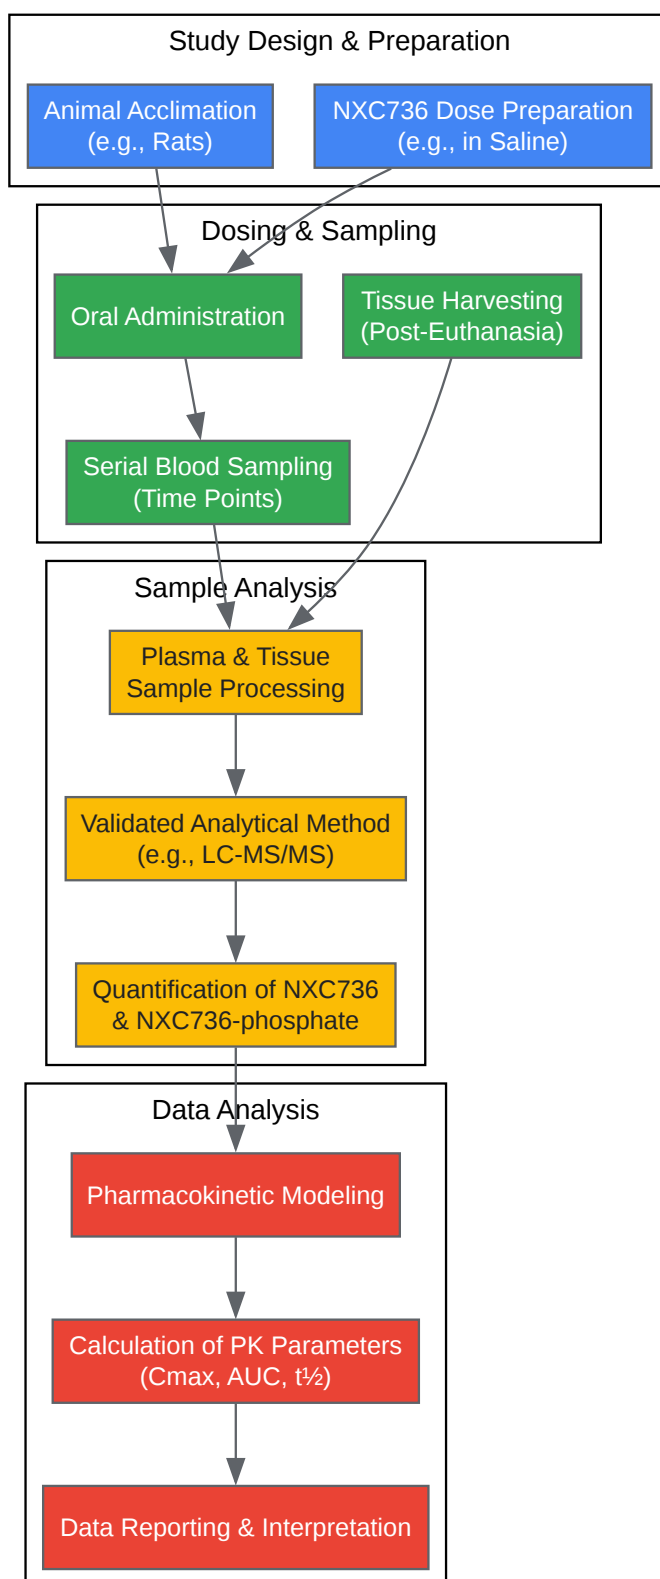 Study Design & Preparation
Animal Acclimation
(e.g., Rats)
NXC736 Dose Preparation
(e.g., in Saline)
Dosing & Sampling
Oral Administration
Tissue Harvesting
(Post-Euthanasia)
Serial Blood Sampling
(Time Points)
Sample Analysis
Plasma & Tissue
Sample Processing
Validated Analytical Method
(e.g., LC-MS/MS)
Quantification of NXC736
& NXC736-phosphate
Data Analysis
Pharmacokinetic Modeling
Calculation of PK Parameters
(Cmax, AUC, t½)
Data Reporting & Interpretation